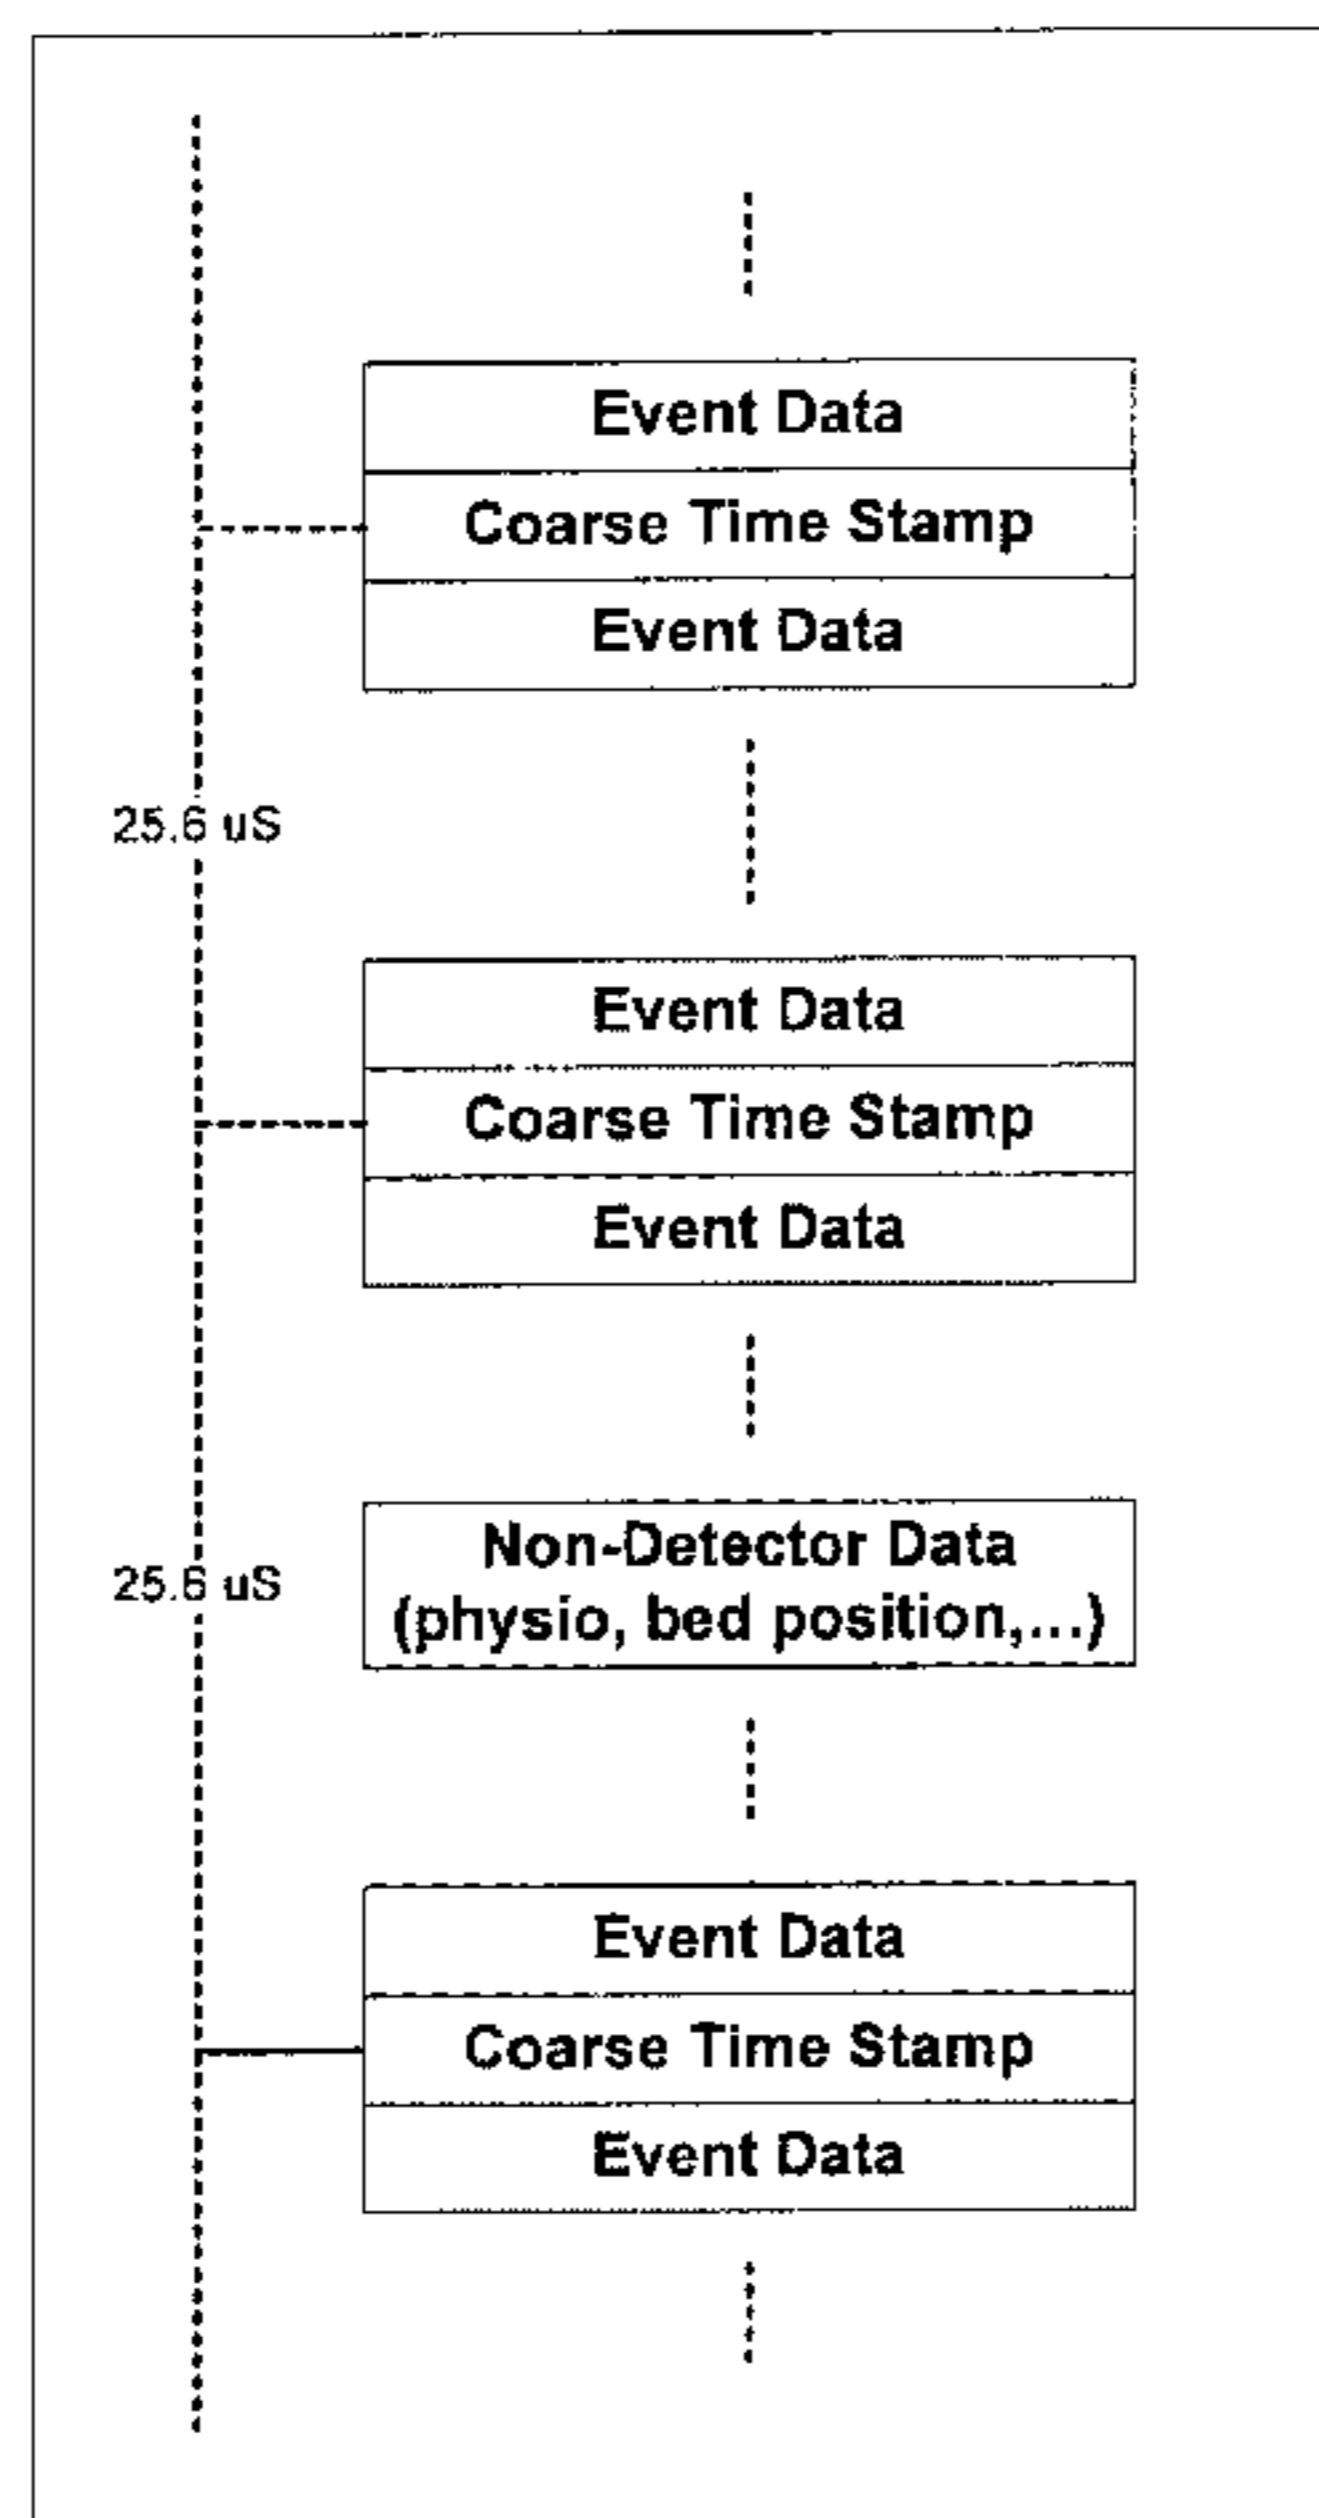 Event Data
Coarse Time Stamp
Event Data
25.6 uS
Event Data
Coarse Time Stamp
Event Data
Non-Detector Data
25.6 uS
(physio, bed position,...)
Event Data
Coarse Time Stamp
Event Data